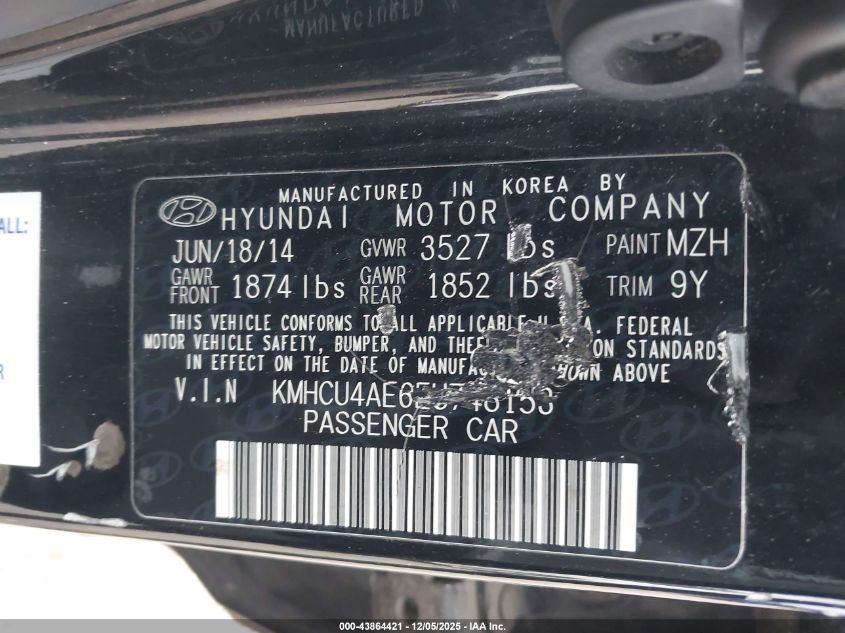 ALL:
R
MANUFACTURED
MANUFACTURED IN KOREA BY
HYUNDAI MOTOR COMPANY
JUN/18/14 GVWR 3527 lbs PAINT MZH
GAWR FRONT 1874 lbs GAWR REAR 1852 lbs TRIM 9Y
THIS VEHICLE CONFORMS TO ALL APPLICABLE FEDERAL
MOTOR VEHICLE SAFETY, BUMPER, AND STANDARDS
IN EFFECT ON THE DATE OF ABOVE
V.I.N
PASSENGER CAR
000-43864421 | 12/05/2025 - © IAA, Inc.